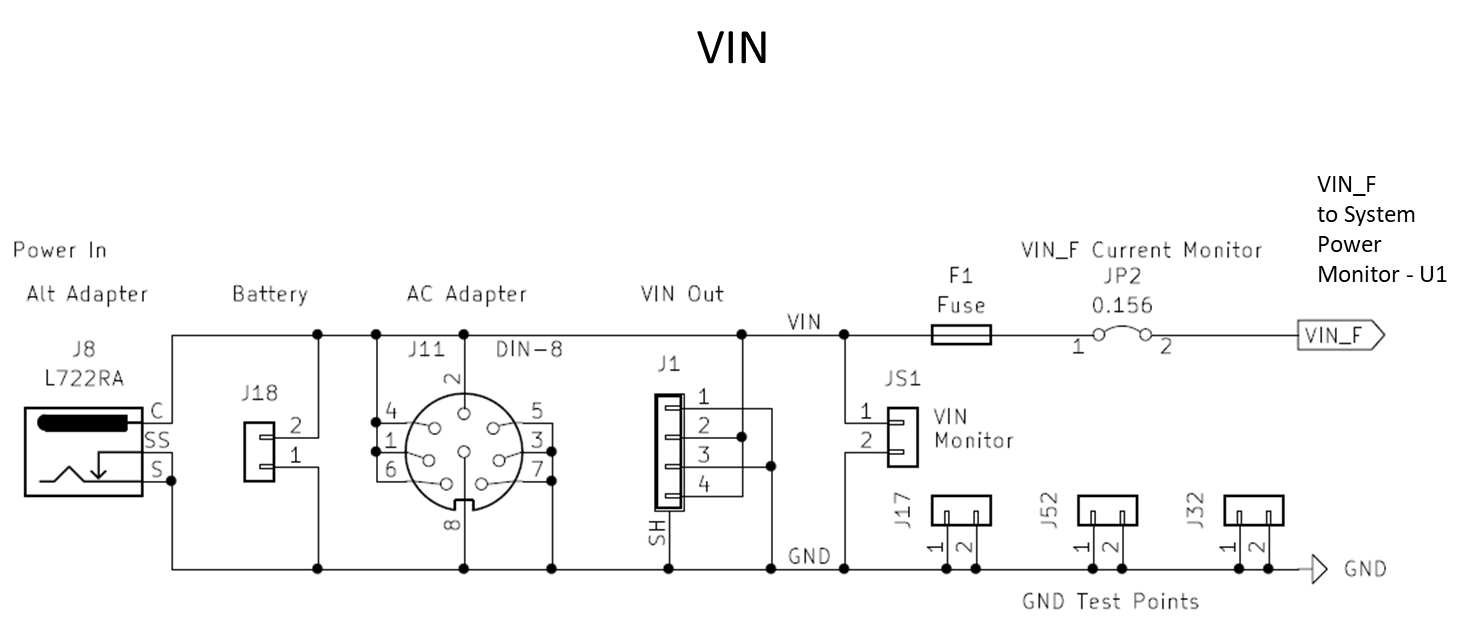 VIN
VIN_F
to System
Power
Monitor - U1
Power In
VIN_F Current Monitor
Alt Adapter
Battery
AC Adapter
VIN Out
F1
Fuse
JP2
0.156
VIN
VIN_F
1
2
J8
L722RA
C
SS
S
J18
2
1
J11
DIN-8
2
4
1
6
5
3
7
8
J1
1
2
3
4
SH
JS1
1
2
VIN
Monitor
J17
1
2
J52
1
2
J32
1
2
GND
GND
GND Test Points